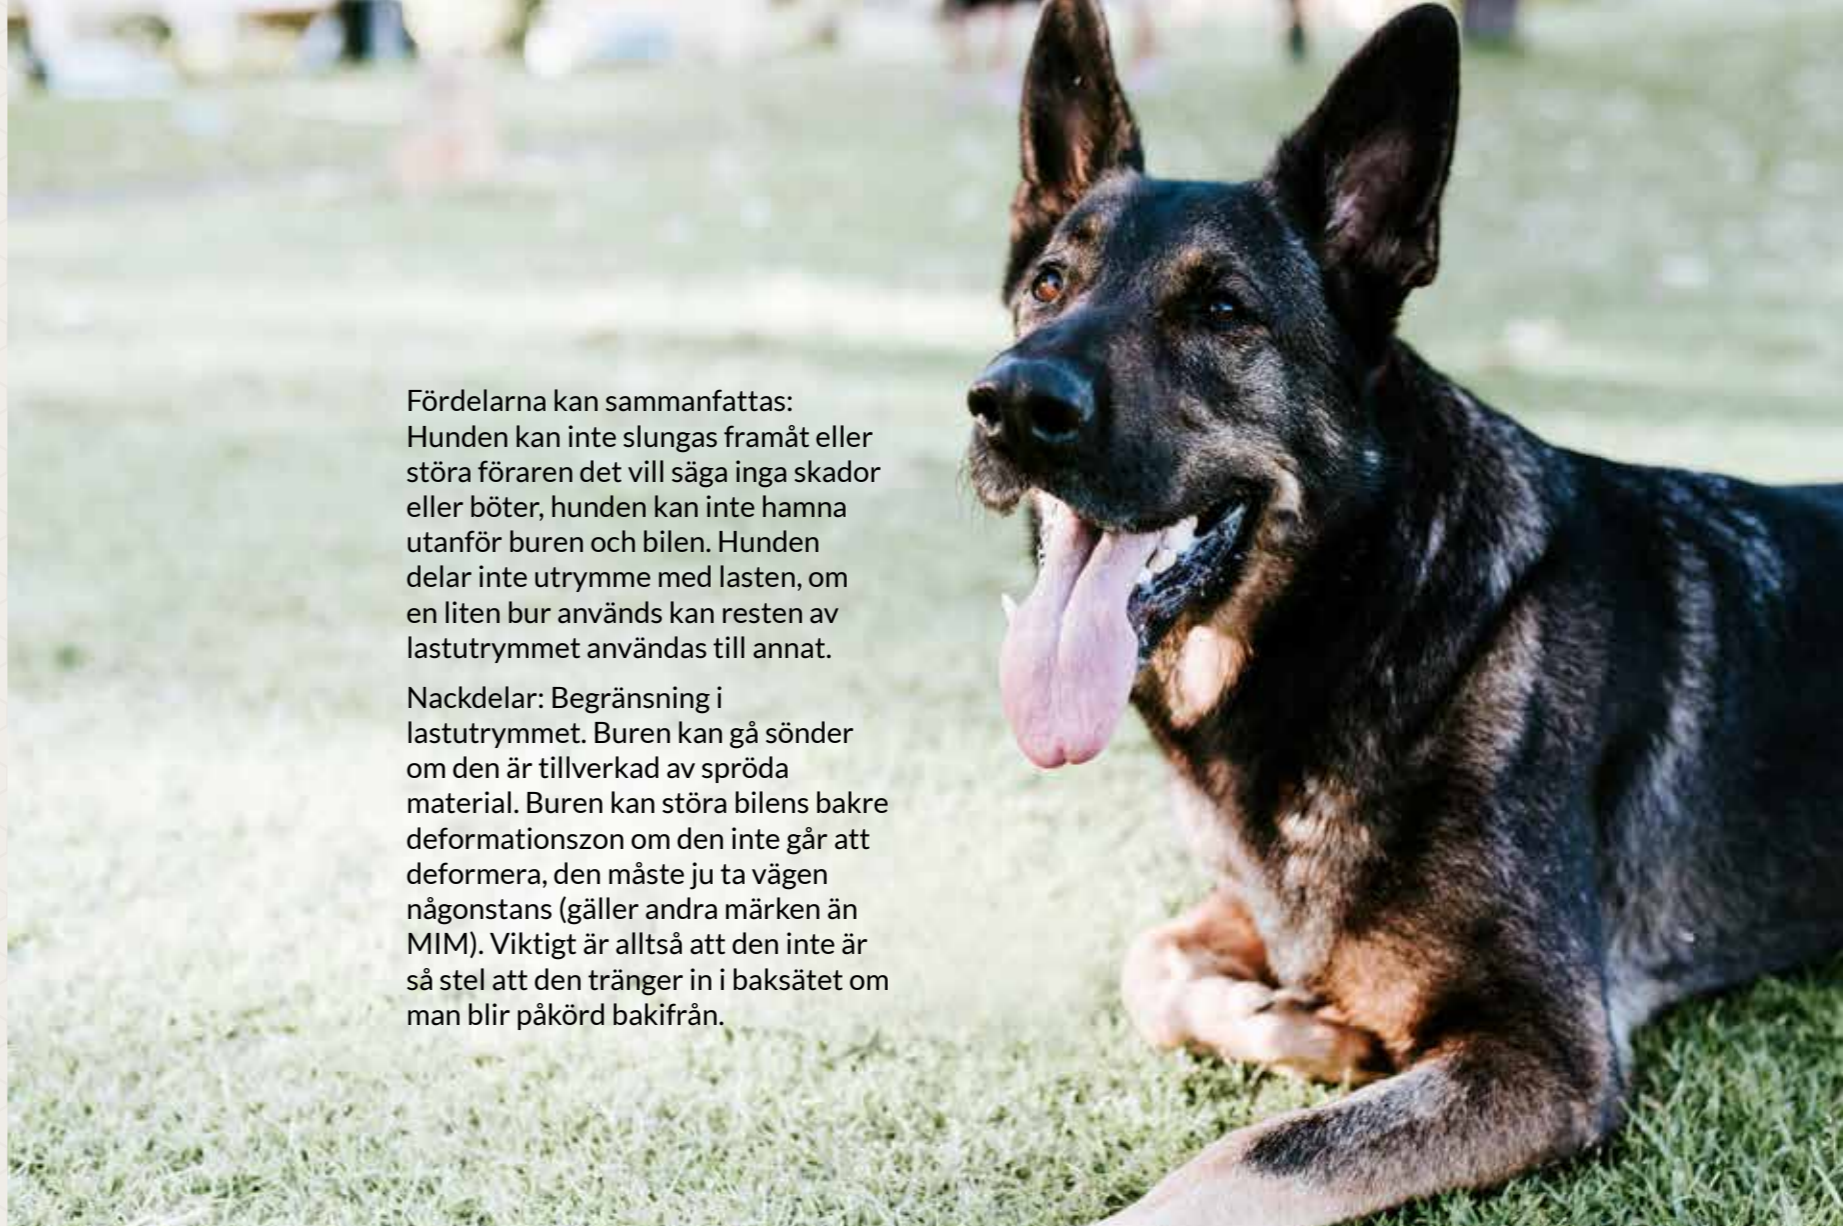 Fördelarna kan sammanfattas:
Hunden kan inte slungas framåt eller
störa föraren det vill säga inga skador
eller böter, hunden kan inte hamna
utanför buren och bilen. Hunden
delar inte utrymme med lasten, om
en liten bur används kan resten av
lastutrymmet användas till annat.
Nackdelar: Begränsning i
lastutrymmet. Buren kan gå sönder
om den är tillverkad av spröda
material. Buren kan störa bilens bakre
deformationszon om den inte går att
deformera, den måste ju ta vägen
någonstans (gäller andra märken än
MIM). Viktigt är alltså att den inte är
så stel att den tränger in i baksätet om
man blir påkörd bakifrån.